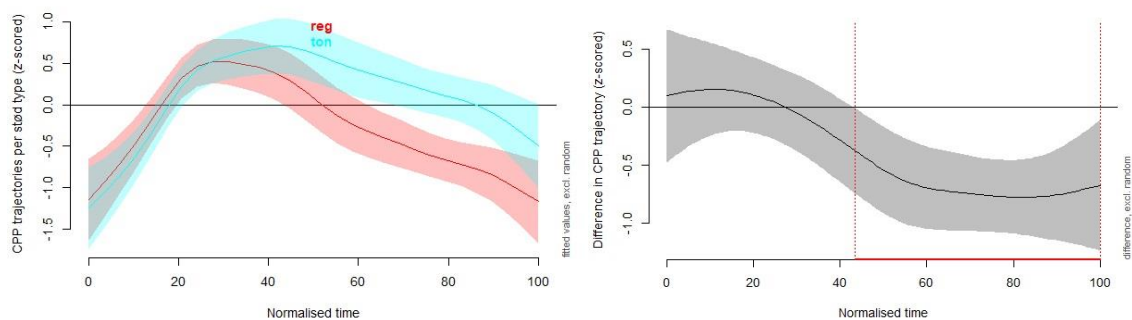 CPP trajectories per stød type (z-scored)
1.0
0.5
0.0
-0.5
-1.0
-1.5
reg
ton
0 20 40 60 80 100
Normalised time
fitted values, excl. random
Difference in CPP trajectory (z-scored)
0.5
0.0
-0.5
-1.0
0 20 40 60 80 100
Normalised time
difference, excl. random